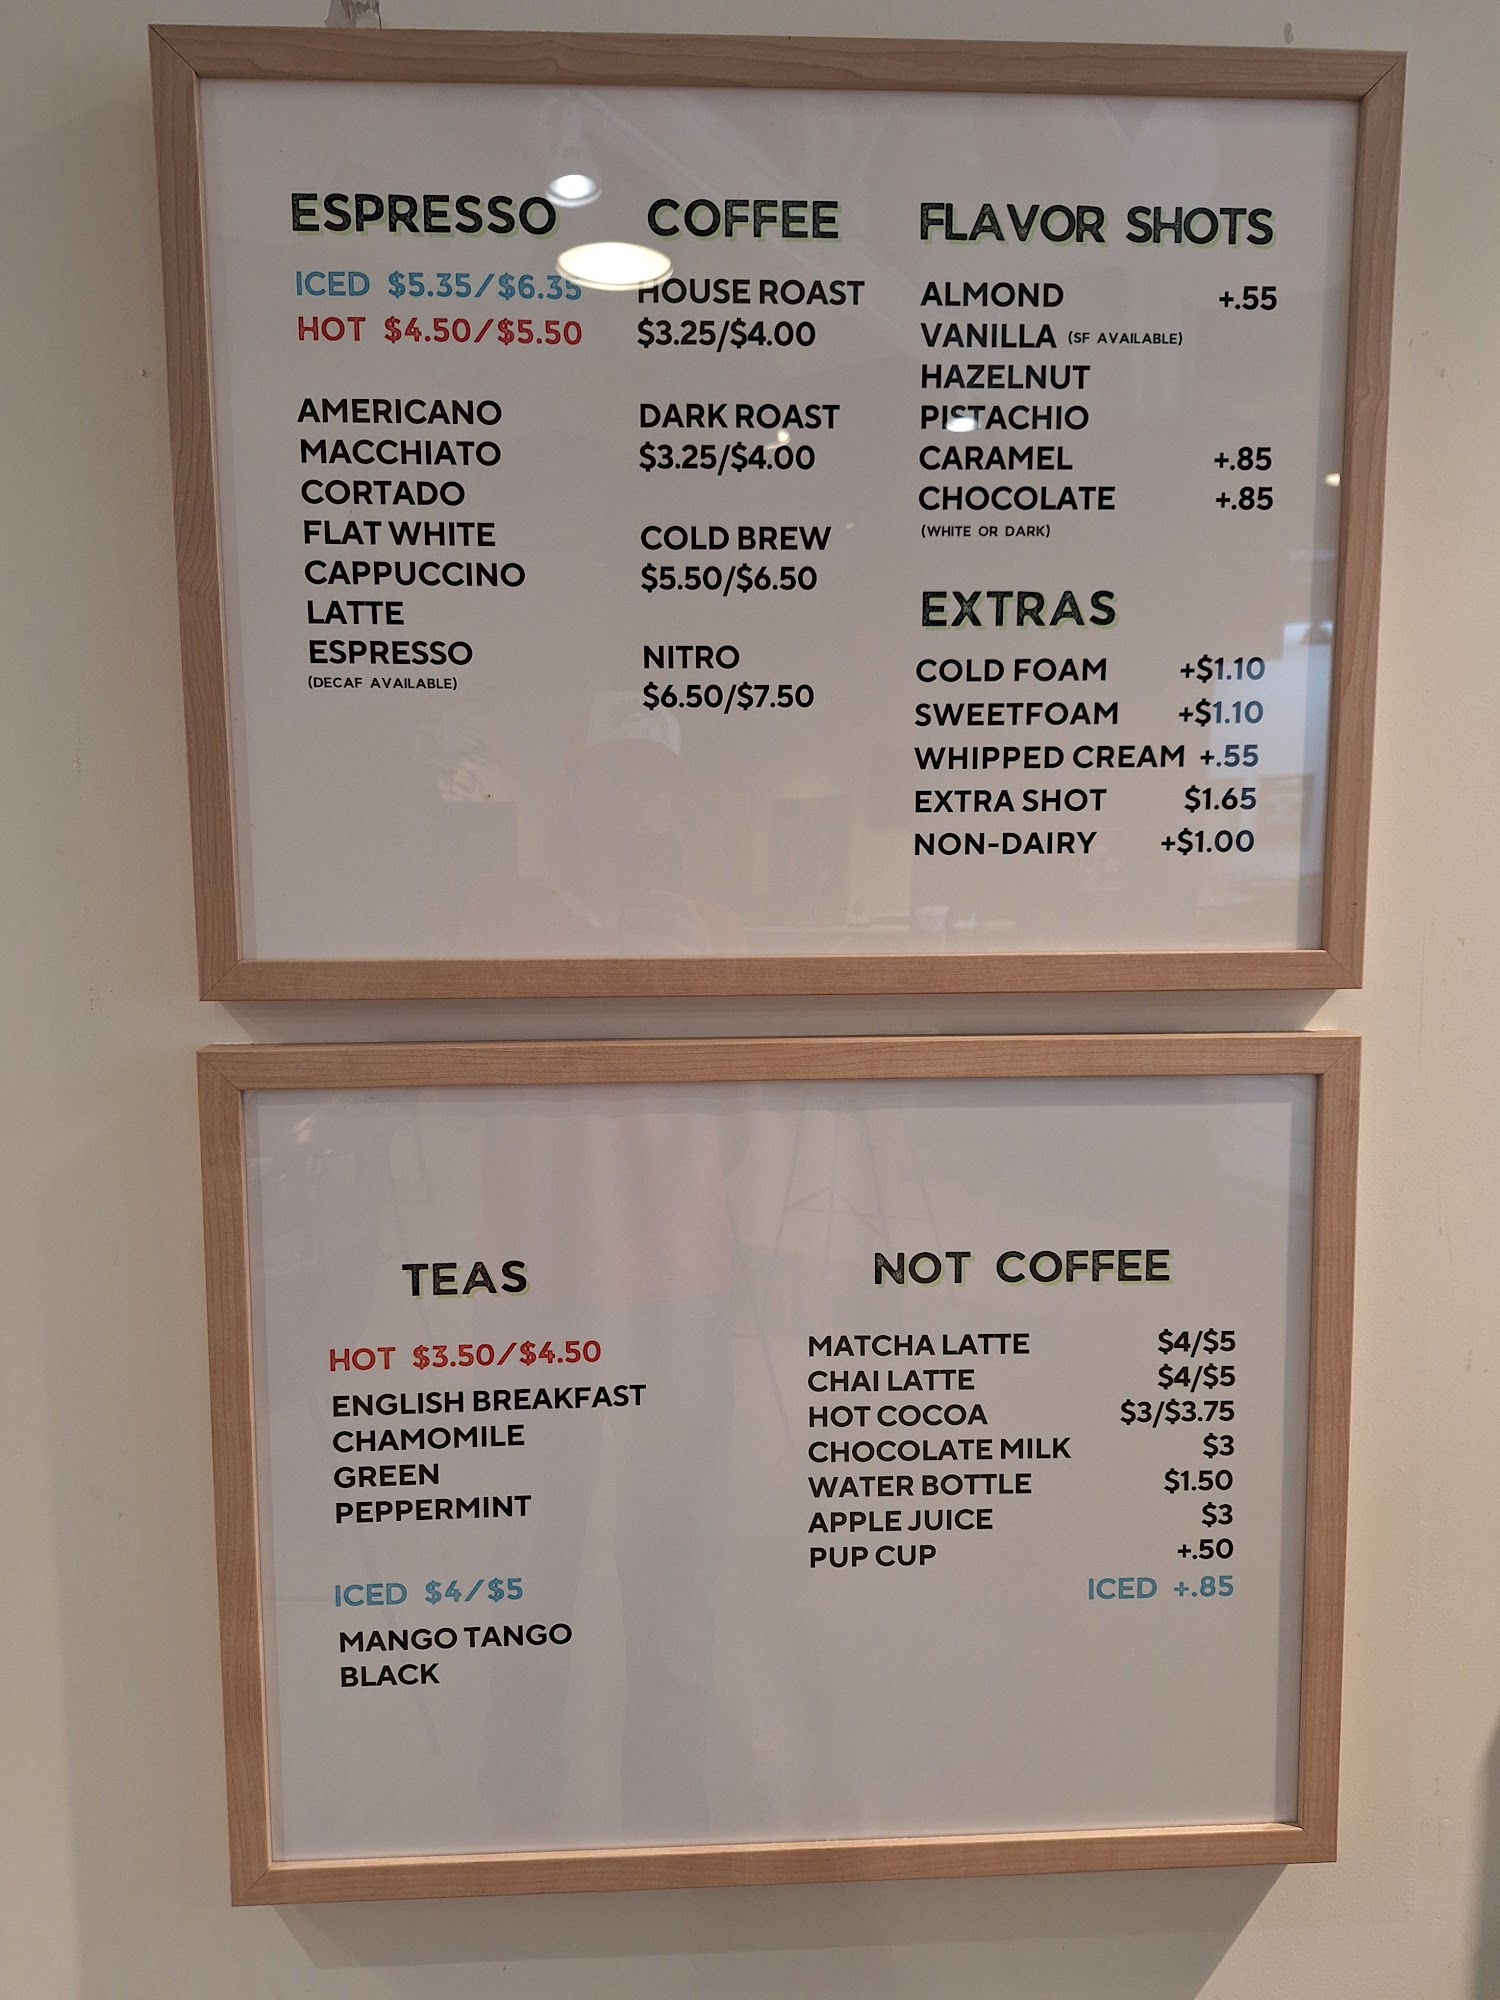 ESPRESSO
ICED $5.35/$6.35
HOT $4.50/$5.50
AMERICANO
MACCHIATO
CORTADO
FLAT WHITE
CAPPUCCINO
LATTE
ESPRESSO
(DECAF AVAILABLE)
COFFEE
HOUSE ROAST
$3.25/$4.00
DARK ROAST
$3.25/$4.00
COLD BREW
$5.50/$6.50
NITRO
$6.50/$7.50
FLAVOR SHOTS
ALMOND +.55
VANILLA (SF AVAILABLE)
HAZELNUT
PISTACHIO
CARAMEL +.85
CHOCOLATE +.85
(WHITE OR DARK)
EXTRAS
COLD FOAM +$1.10
SWEETFOAM +$1.10
WHIPPED CREAM +.55
EXTRA SHOT $1.65
NON-DAIRY +$1.00
TEAS
HOT $3.50/$4.50
ENGLISH BREAKFAST
CHAMOMILE
GREEN
PEPPERMINT
ICED $4/$5
MANGO TANGO
BLACK
NOT COFFEE
MATCHA LATTE $4/$5
CHAI LATTE $4/$5
HOT COCOA $3/$3.75
CHOCOLATE MILK $3
WATER BOTTLE $1.50
APPLE JUICE $3
PUP CUP +.50
ICED +.85